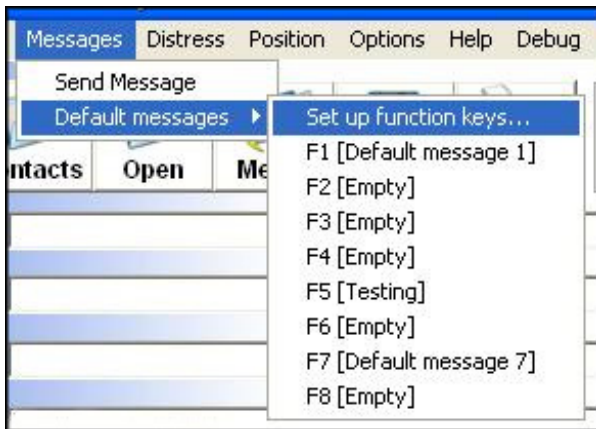 Messages Distress Position Options Help Debug
Send Message
Default messages
Set up function keys...
F1 [Default message 1]
F2 [Empty]
F3 [Empty]
F4 [Empty]
F5 [Testing]
F6 [Empty]
F7 [Default message 7]
F8 [Empty]
ntacts Open Me